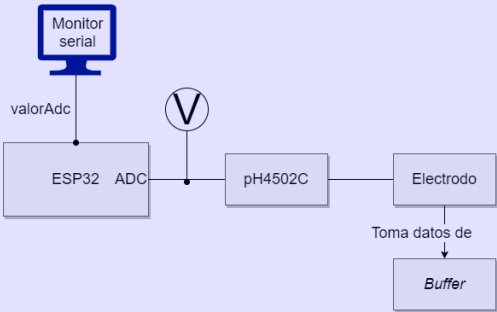 Monitor
serial
valorAdc
V
ESP32 ADC
pH4502C
Electrodo
Toma datos de
Buffer